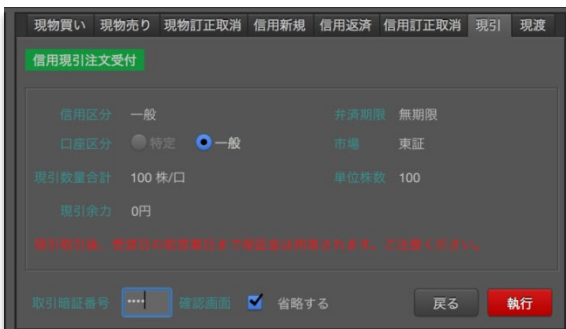 現物買い 現物売り 現物訂正取消 信用新規 信用返済 信用訂正取消 現引 現渡
信用現引注文受付
信用区分 一般 弁済期限 無期限
口座区分 特定 一般 市場 東証
現引数量合計 100 株/口 単位株数 100
現引余力 0円
取引暗証番号 •••• 確認画面 省略する 戻る 執行